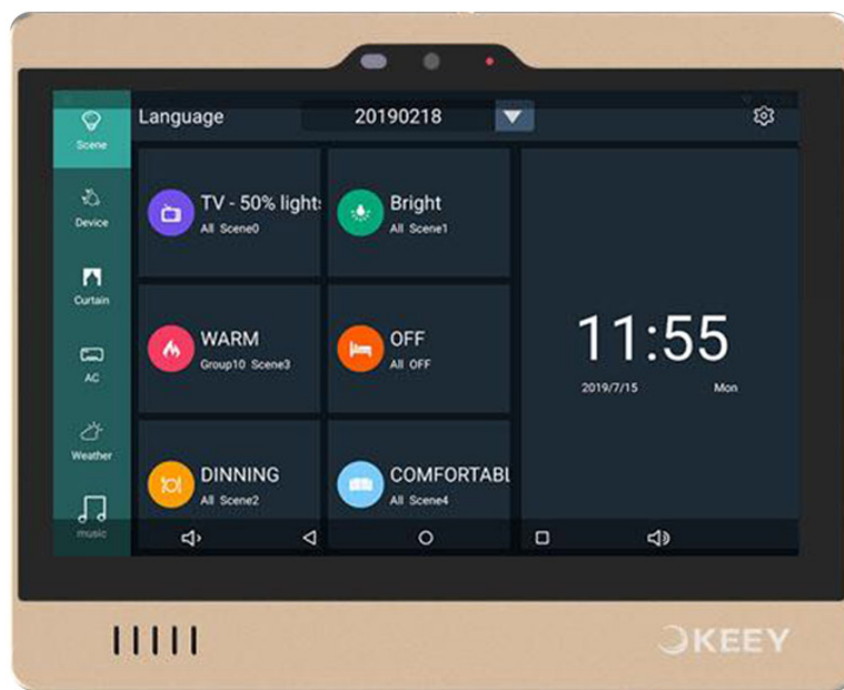 Language
20190218
Scene
Device
Curtain
AC
Weather
music
TV - 50% light
All Scene0
Bright
All Scene1
WARM
Group10 Scene3
OFF
All OFF
DINNING
All Scene2
COMFORTABL
All Scene4
11:55
2019/7/15 Mon
KEEY